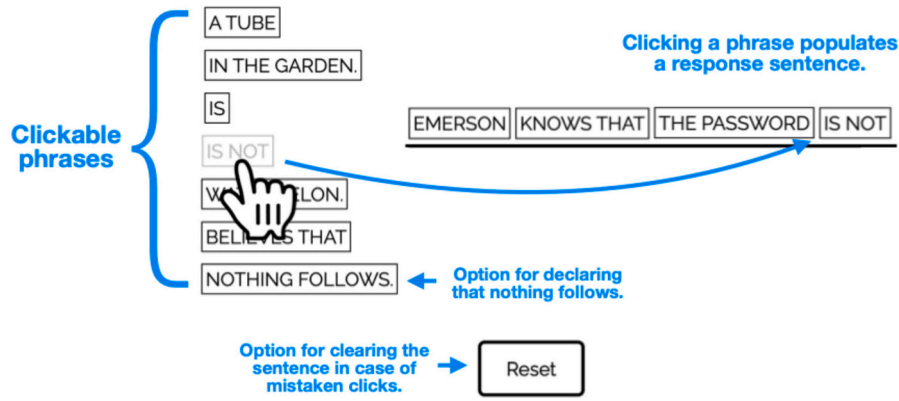 A TUBE
IN THE GARDEN.
IS
IS NOT
ELON.
BELIEVES THAT
NOTHING FOLLOWS.
Clickable
phrases
Clicking a phrase populates
a response sentence.
EMERSON KNOWS THAT THE PASSWORD IS NOT
Option for declaring
that nothing follows.
Option for clearing the
sentence in case of
mistaken clicks.
Reset